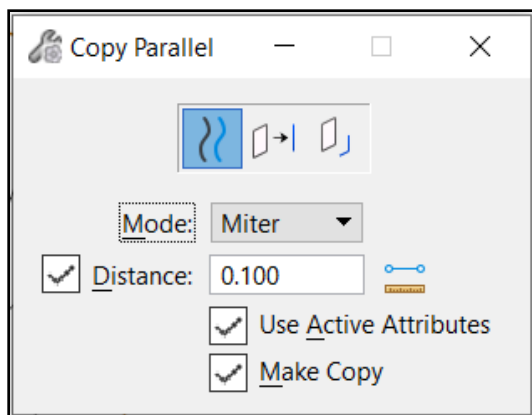 Copy Parallel
Mode: Miter
Distance: 0.100
Use Active Attributes
Make Copy